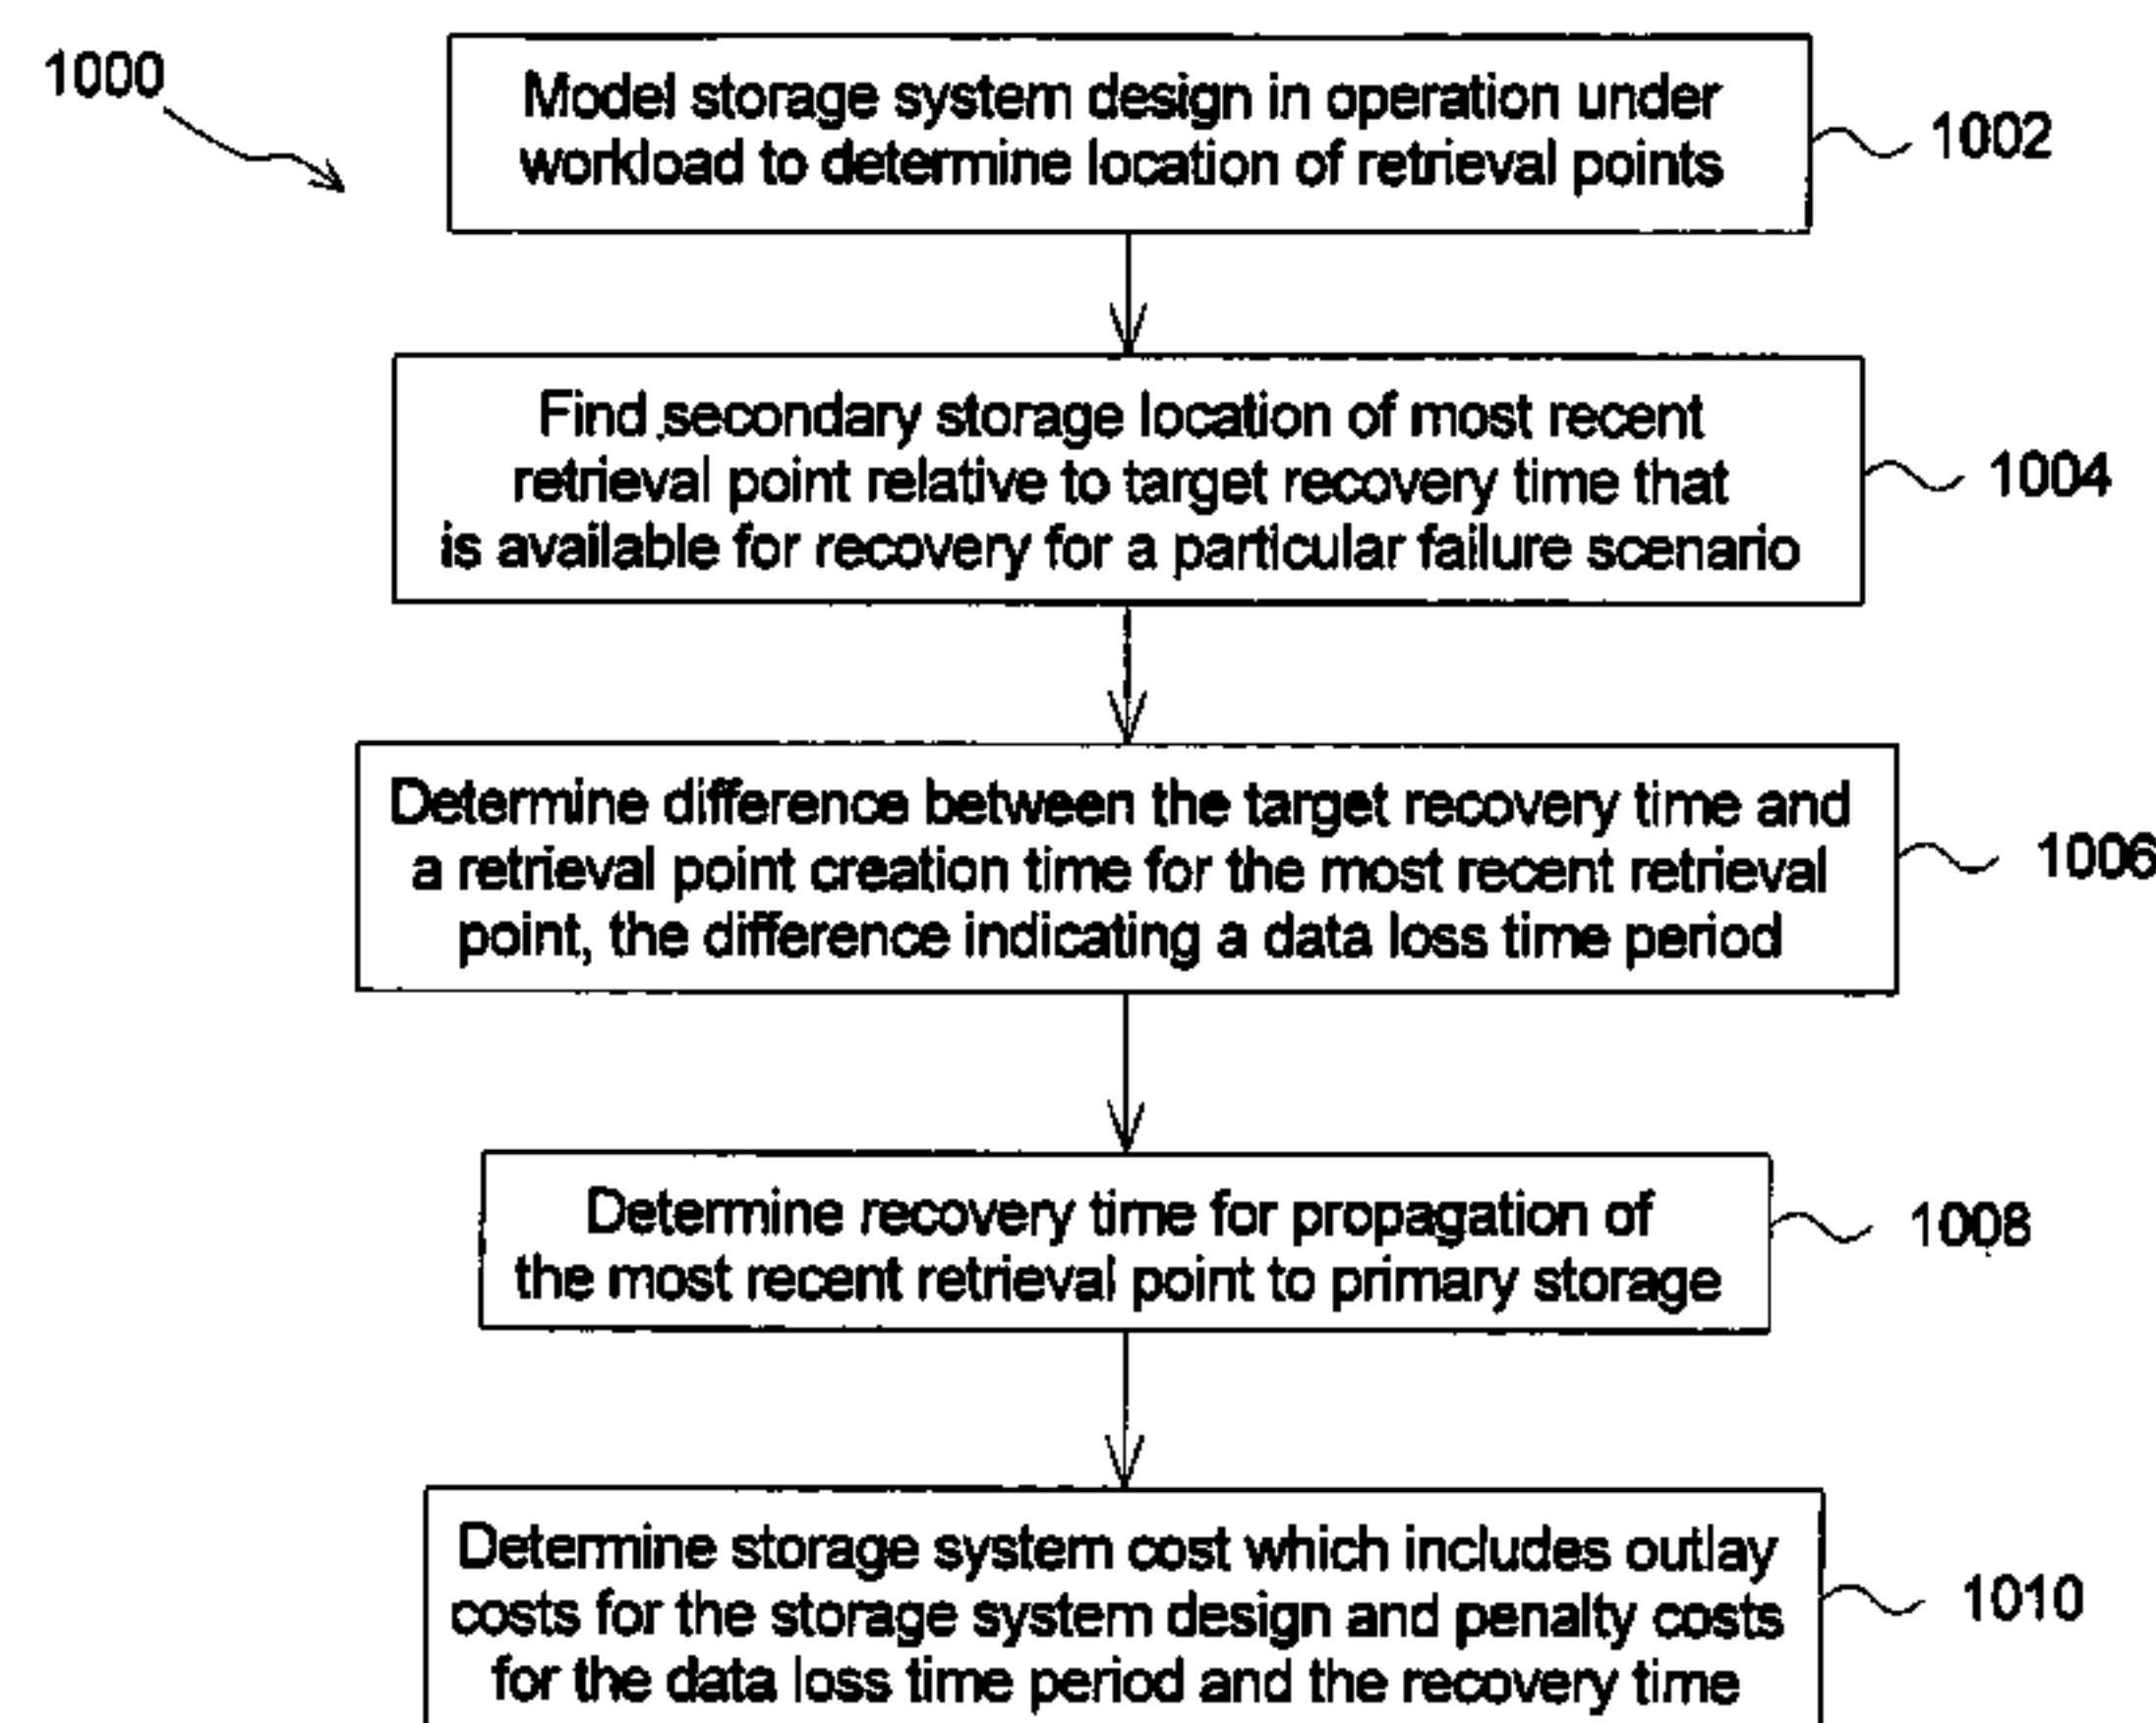 1000
Model storage system design in operation under
workload to determine location of retrieval points
1002
Find secondary storage location of most recent
retrieval point relative to target recovery time that
is available for recovery for a particular failure scenario
1004
Determine difference between the target recovery time and
a retrieval point creation time for the most recent retrieval
point, the difference indicating a data loss time period
1006
Determine recovery time for propagation of
the most recent retrieval point to primary storage
1008
Determine storage system cost which includes outlay
costs for the storage system design and penalty costs
for the data loss time period and the recovery time
1010